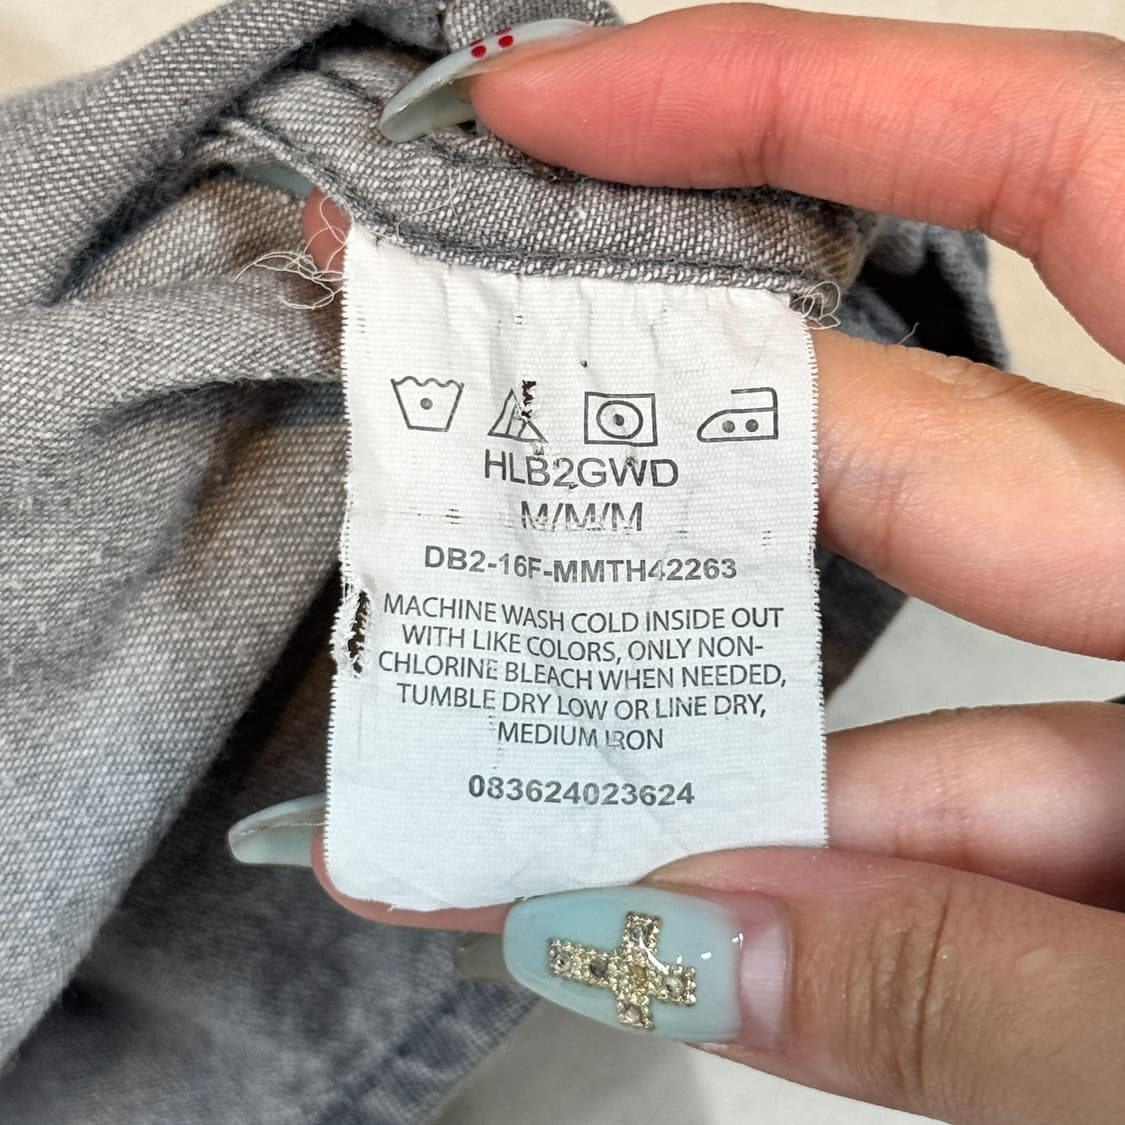 HLB2GWD
M/M/M
DB2-16F-MMTH42263
MACHINE WASH COLD INSIDE OUT
WITH LIKE COLORS, ONLY NON-
CHLORINE BLEACH WHEN NEEDED,
TUMBLE DRY LOW OR LINE DRY,
MEDIUM IRON
083624023624